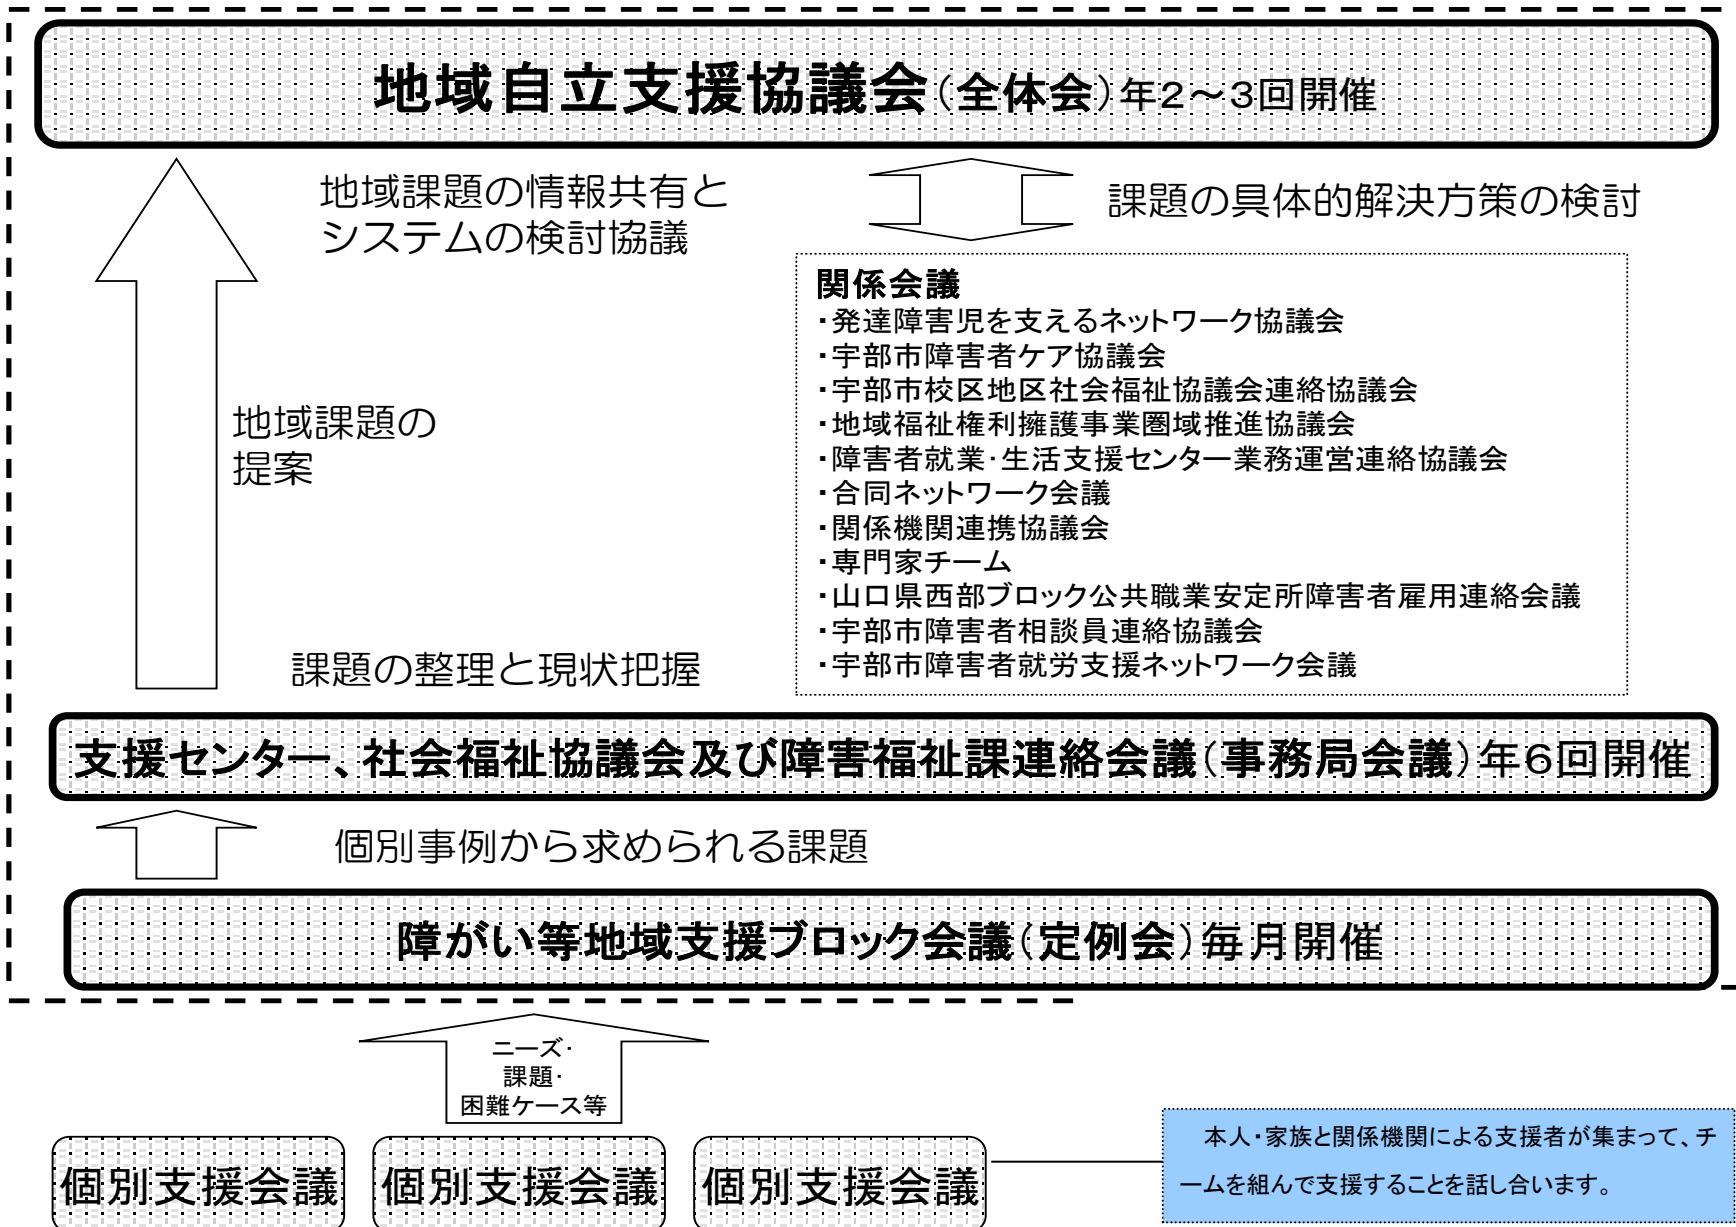 地域自立支援協議会（全体会）年２～３回開催
地域課題の情報共有と
システムの検討協議
課題の具体的解決方策の検討
関係会議
・発達障害児を支えるネットワーク協議会
・宇部市障害者ケア協議会
・宇部市校区地区社会福祉協議会連絡協議会
・地域福祉権利擁護事業圏域推進協議会
・障害者就業・生活支援センター業務運営連絡協議会
・合同ネットワーク会議
・関係機関連携協議会
・専門家チーム
・山口県西部ブロック公共職業安定所障害者雇用連絡会議
・宇部市障害者相談員連絡協議会
・宇部市障害者就労支援ネットワーク会議
地域課題の
提案
課題の整理と現状把握
支援センター、社会福祉協議会及び障害福祉課連絡会議（事務局会議）年６回開催
個別事例から求められる課題
障がい等地域支援ブロック会議（定例会）毎月開催
ニーズ・
課題・
困難ケース等
個別支援会議
個別支援会議
個別支援会議
本人・家族と関係機関による支援者が集まって、チ
ームを組んで支援することを話し合います。